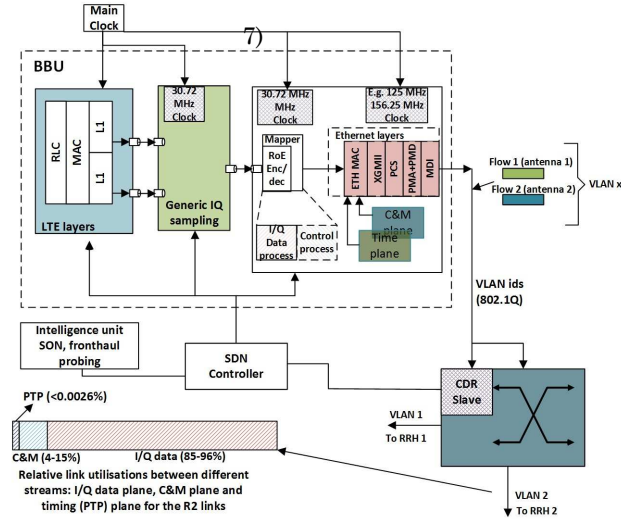 Main
Clock
7)
BBU
30.72
MHz
Clock
30.72 MHz
MHz
Clock
E.g. 125 MHz
156.25 MHz
Clock
Mapper
Ethernet layers
RLC
MAC
L1
L1
RoE
Enc/
dec
ETH MAC
XGMII
PCS
PMA+PMD
MDI
Flow 1 (antenna 1)
Flow 2 (antenna 2)
VLAN x
LTE layers
Generic IQ
sampling
I/Q
Data
process
Control
process
C&M
plane
Time
plane
VLAN ids
(802.1Q)
Intelligence unit
SON, fronthaul
probing
SDN
Controller
CDR
Slave
PTP (<0.0026%)
VLAN 1
To RRH 1
C&M (4-15%)
I/Q data (85-96%)
Relative link utilisations between different
streams: I/Q data plane, C&M plane and
timing (PTP) plane for the R2 links
VLAN 2
To RRH 2